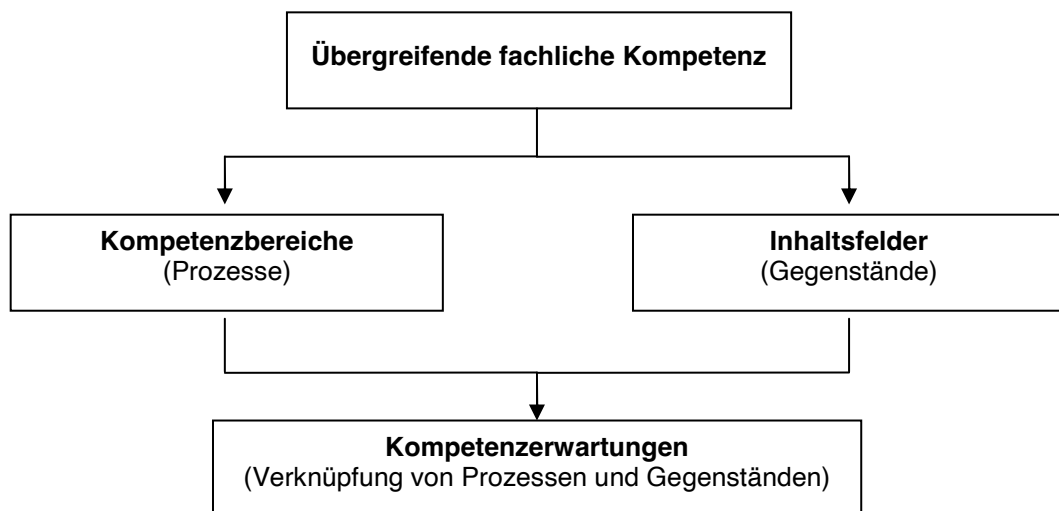 Übergreifende fachliche Kompetenz
Kompetenzbereiche
(Prozesse)
Inhaltsfelder
(Gegenstände)
Kompetenzerwartungen
(Verknüpfung von Prozessen und Gegenständen)